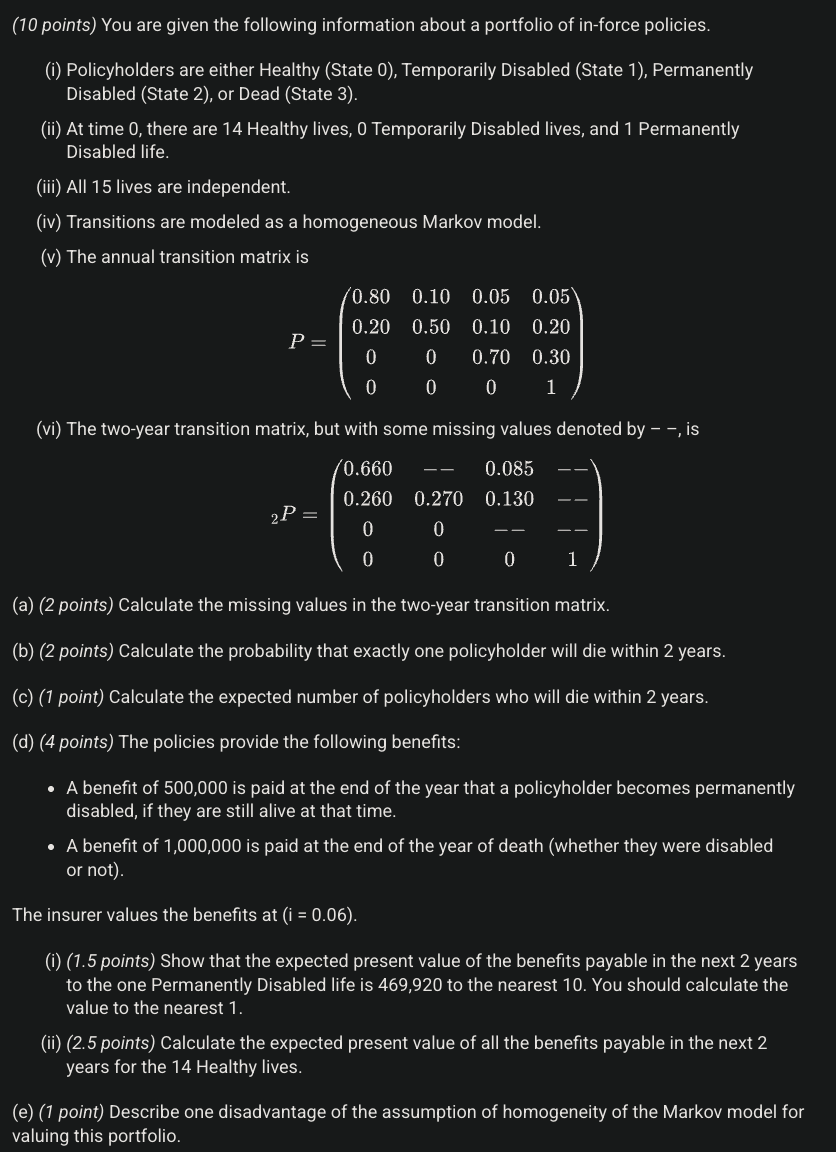 (10 points) You are given the following information about a portfolio of in-force policies.
(i) Policyholders are either Healthy (State 0), Temporarily Disabled (State 1), Permanently
Disabled (State 2), or Dead (State 3).
(ii) At time 0, there are 14 Healthy lives, 0 Temporarily Disabled lives, and 1 Permanently
Disabled life.
(iii) All 15 lives are independent.
(iv) Transitions are modeled as a homogeneous Markov model.
(v) The annual transition matrix is
0.80 0.10 0.05 0.05
0.20 0.50 0.10 0.20
P =
0 0 0.70 0.30
0 0 0 1
(vi) The two-year transition matrix, but with some missing values denoted by − −, is
0.660 −− 0.085 −−
0.260 0.270 0.130 −−
₂P =
0 0 −− −−
0 0 0 1
(a) (2 points) Calculate the missing values in the two-year transition matrix.
(b) (2 points) Calculate the probability that exactly one policyholder will die within 2 years.
(c) (1 point) Calculate the expected number of policyholders who will die within 2 years.
(d) (4 points) The policies provide the following benefits:
• A benefit of 500,000 is paid at the end of the year that a policyholder becomes permanently
disabled, if they are still alive at that time.
• A benefit of 1,000,000 is paid at the end of the year of death (whether they were disabled
or not).
The insurer values the benefits at (i = 0.06).
(i) (1.5 points) Show that the expected present value of the benefits payable in the next 2 years
to the one Permanently Disabled life is 469,920 to the nearest 10. You should calculate the
value to the nearest 1.
(ii) (2.5 points) Calculate the expected present value of all the benefits payable in the next 2
years for the 14 Healthy lives.
(e) (1 point) Describe one disadvantage of the assumption of homogeneity of the Markov model for
valuing this portfolio.